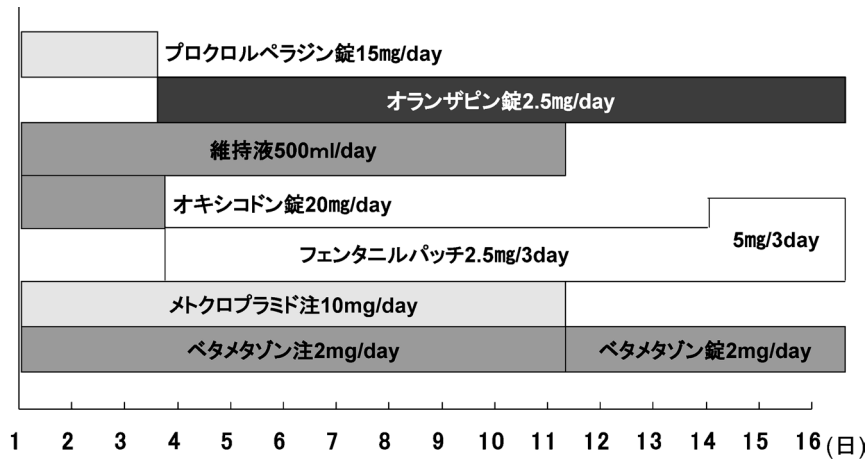 プロクロルペラジン錠15㎎/day
オランザピン錠2.5㎎/day
維持液500ml/day
オキシコドン錠20㎎/day
5㎎/3day
フェンタニルパッチ2.5㎎/3day
メトクロプラミド注10mg/day
ベタメタゾン注2mg/day
ベタメタゾン錠2mg/day
1 2 3 4 5 6 7 8 9 10 11 12 13 14 15 16 (日)